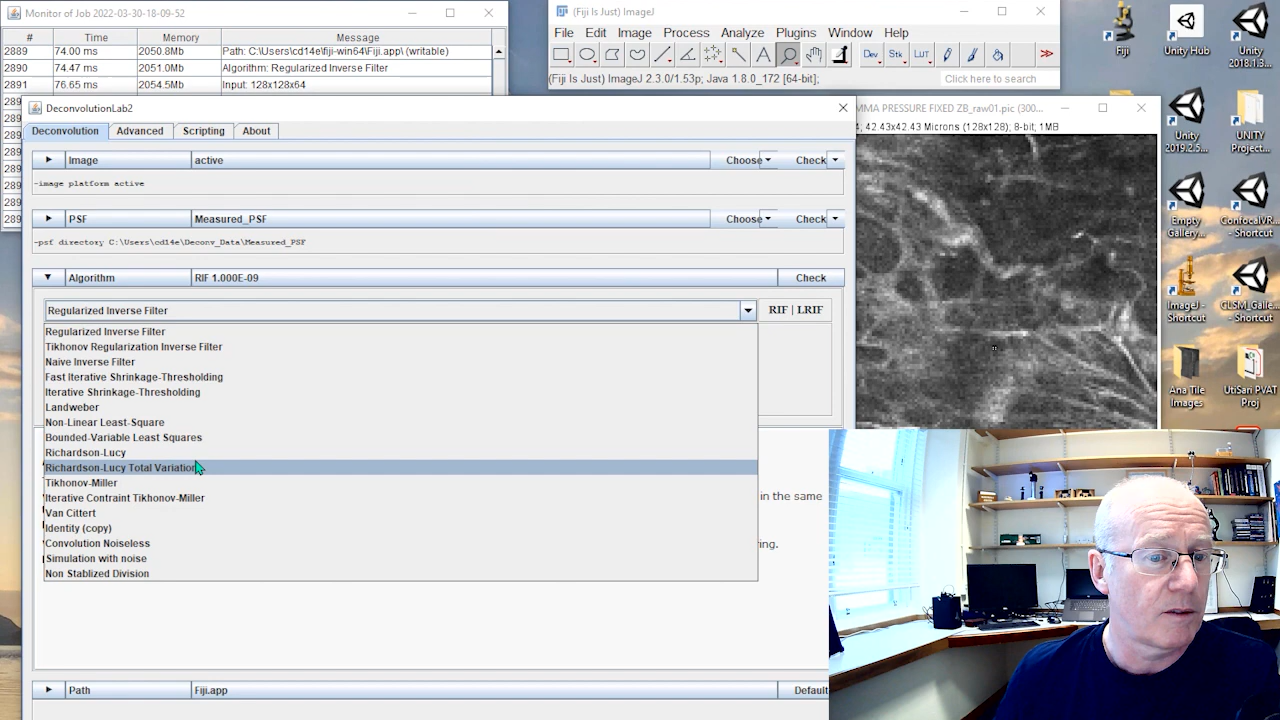 Monitor of Job 2022-03-30-18-09-52
# Time Memory Message
2889 74.00 ms 2050.8Mb Path: C:\Users\cd14e\fiji-win64\Fiji.app\ (writable)
2890 74.47 ms 2051.0Mb Algorithm: Regularized Inverse Filter
2891 76.65 ms 2054.5Mb Input: 128x128x64
(Fiji Is Just) ImageJ
File Edit Image Process Analyze Plugins Window Help
Dev. Stk LUT
(Fiji Is Just) ImageJ 2.3.0/1.53p; Java 1.8.0_172 [64-bit];
Click here to search
DeconvolutionLab2
Deconvolution Advanced Scripting About
Image active Choose Check
-image platform active
PSF Measured_PSF Choose Check
-psf directory C:\Users\cd14e\Deconv_Data\Measured_PSF
Algorithm RIF 1.000E-09 Check
Regularized Inverse Filter RIF | LRIF
Regularized Inverse Filter
Tikhonov Regularization Inverse Filter
Naive Inverse Filter
Fast Iterative Shrinkage-Thresholding
Iterative Shrinkage-Thresholding
Landweber
Non-Linear Least-Square
Bounded-Variable Least Squares
Richardson-Lucy
Richardson-Lucy Total Variation
Tikhonov-Miller
Iterative Contraint Tikhonov-Miller
Van Cittert
Identity (copy)
Convolution Noiseless
Simulation with noise
Non Stablized Division
in the same
ring.
Path Fiji.app Default
MMA PRESSURE FIXED ZB_raw01.pic (300...
42.43x42.43 Microns (128x128); 8-bit; 1MB
Fiji
Unity Hub
Unity
2018.1.3...
Unity
2019.2.5...
UNITY
Project...
Empty
Gallery...
ConfocalVR...
- Shortcut
ImageJ -
Shortcut
CLSM_Galle...
- Shortcut
Ana Tile
Images
UtiSari PVAT
Proj